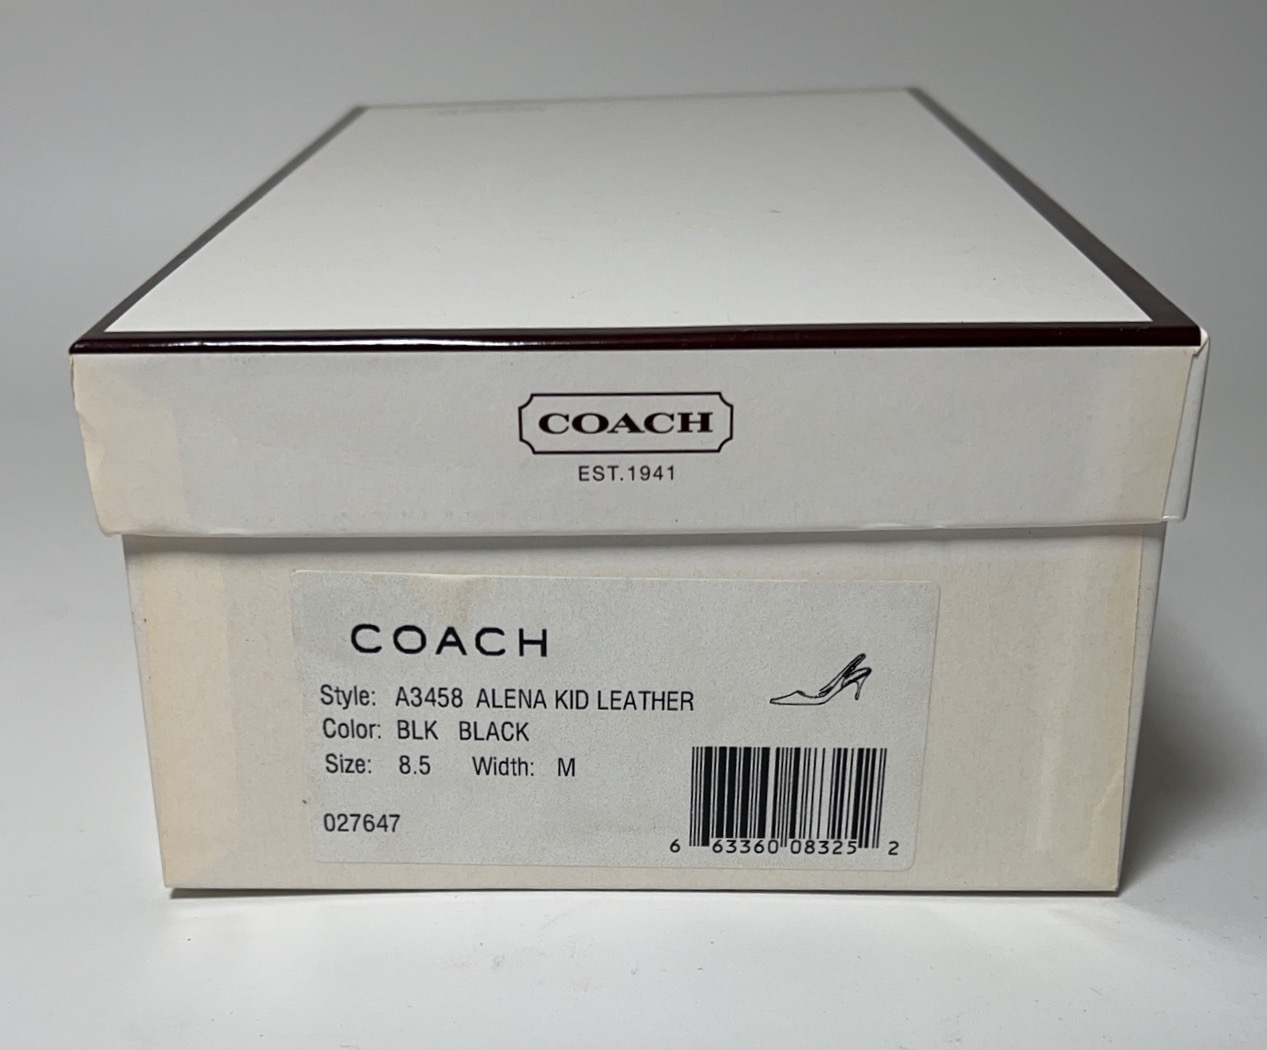 COACH
EST.1941
COACH
Style: A3458 ALENA KID LEATHER
Color: BLK BLACK
Size: 8.5 Width: M
027647
6 63360 08325 2